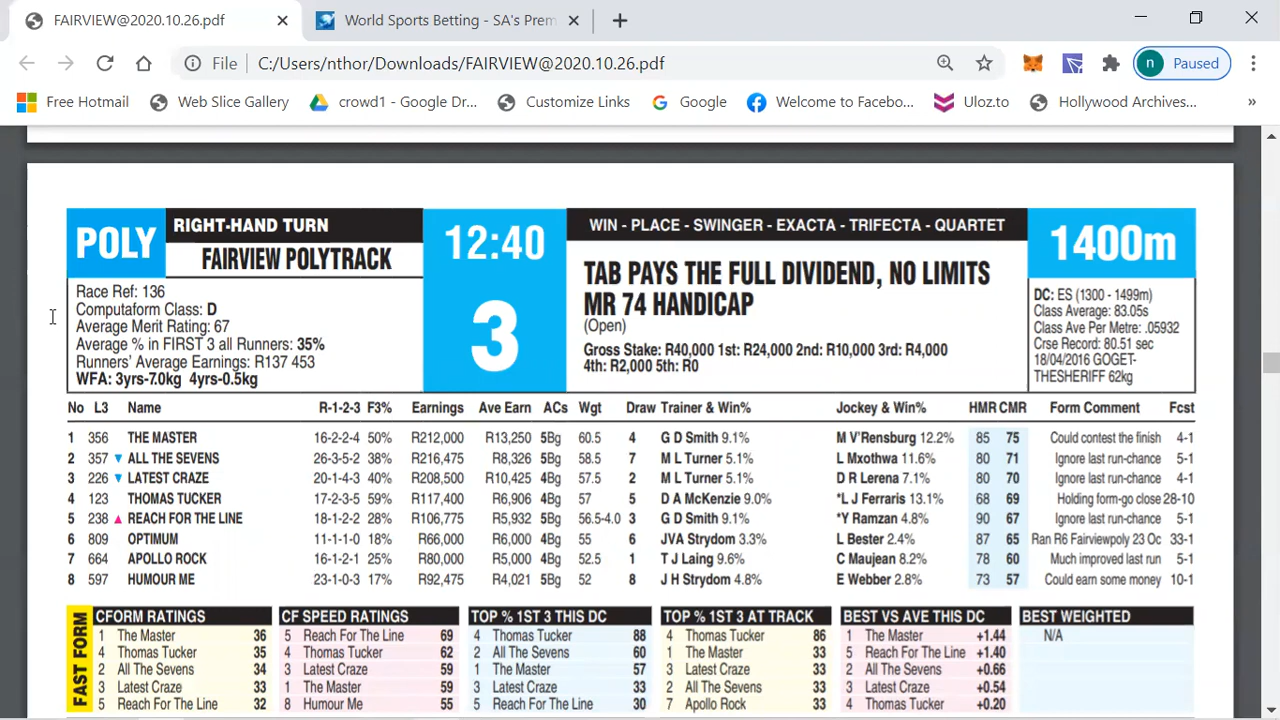 FAIRVIEW@2020.10.26.pdf
World Sports Betting - SA's Prem
File
C:/Users/nthor/Downloads/FAIRVIEW@2020.10.26.pdf
n Paused
Free Hotmail Web Slice Gallery crowd1 - Google Dr... Customize Links Google Welcome to Facee... Uloz.to Hollywood Archives... »
POLY
RIGHT-HAND TURN
FAIRVIEW POLYTRACK
Race Ref: 136
Computaform Class: D
Average Merit Rating: 67
Average % in FIRST 3 all Runners: 35%
Runners' Average Earnings: R137 453
WFA: 3yrs-7.0kg 4yrs-0.5kg
12:40
3
WIN - PLACE - SWINGER - EXACTA - TRIFECTA - QUARTET
TAB PAYS THE FULL DIVIDEND, NO LIMITS
MR 74 HANDICAP
(Open)
Gross Stake: R40,000 1st: R24,000 2nd: R10,000 3rd: R4,000
4th: R2,000 5th: R0
1400m
DC: ES (1300 - 1499m)
Class Average: 83.05s
Class Ave Per Metre: .05932
Crse Record: 80.51 sec
18/04/2016 GOGET-
THESHERIFF 62kg
No L3 Name R-1-2-3 F3% Earnings Ave Earn ACs Wgt Draw Trainer & Win% Jockey & Win% HMR CMR Form Comment Fcst
1 356 THE MASTER 16-2-2-4 50% R212,000 R13,250 5Bg 60.5 4 G D Smith 9.1% M V'Rensburg 12.2% 85 75 Could contest the finish 4-1
2 357 ▼ ALL THE SEVENS 26-3-5-2 38% R216,475 R8,326 5Bg 58.5 7 M L Turner 5.1% L Mxothwa 11.6% 80 71 Ignore last run-chance 5-1
3 226 ▼ LATEST CRAZE 20-1-4-3 40% R208,500 R10,425 4Bg 57.5 2 M L Turner 5.1% D R Lerena 7.1% 80 70 Ignore last run-chance 4-1
4 123 THOMAS TUCKER 17-2-3-5 59% R117,400 R6,906 4Bg 57 5 D A McKenzie 9.0% *L J Ferraris 13.1% 68 69 Holding form-go close 28-10
5 238 ▲ REACH FOR THE LINE 18-1-2-2 28% R106,775 R5,932 5Bg 56.5-4.0 3 G D Smith 9.1% *Y Ramzan 4.8% 90 67 Ignore last run-chance 5-1
6 809 OPTIMUM 11-1-1-0 18% R66,000 R6,000 4Bg 55 6 JVA Strydom 3.3% L Bester 2.4% 87 65 Ran R6 Fairviewpoly 23 Oc 33-1
7 664 APOLLO ROCK 16-1-2-1 25% R80,000 R5,000 4Bg 52.5 1 T J Laing 9.6% C Maujean 8.2% 78 60 Much improved last run 5-1
8 597 HUMOUR ME 23-1-0-3 17% R92,475 R4,021 5Bg 52 8 J H Strydom 4.8% E Webber 2.8% 73 57 Could earn some money 10-1
FAST FORM
CFORM RATINGS
1 The Master 36
4 Thomas Tucker 35
2 All The Sevens 34
3 Latest Craze 33
5 Reach For The Line 32
CF SPEED RATINGS
5 Reach For The Line 69
4 Thomas Tucker 62
3 Latest Craze 59
1 The Master 59
8 Humour Me 55
TOP % 1ST 3 THIS DC
4 Thomas Tucker 88
2 All The Sevens 60
1 The Master 57
3 Latest Craze 33
5 Reach For The Line 30
TOP % 1ST 3 AT TRACK
4 Thomas Tucker 86
1 The Master 33
3 Latest Craze 33
2 All The Sevens 33
7 Apollo Rock 33
BEST VS AVE THIS DC
1 The Master +1.44
5 Reach For The Line +1.40
2 All The Sevens +0.66
3 Latest Craze +0.54
4 Thomas Tucker +0.20
BEST WEIGHTED
N/A